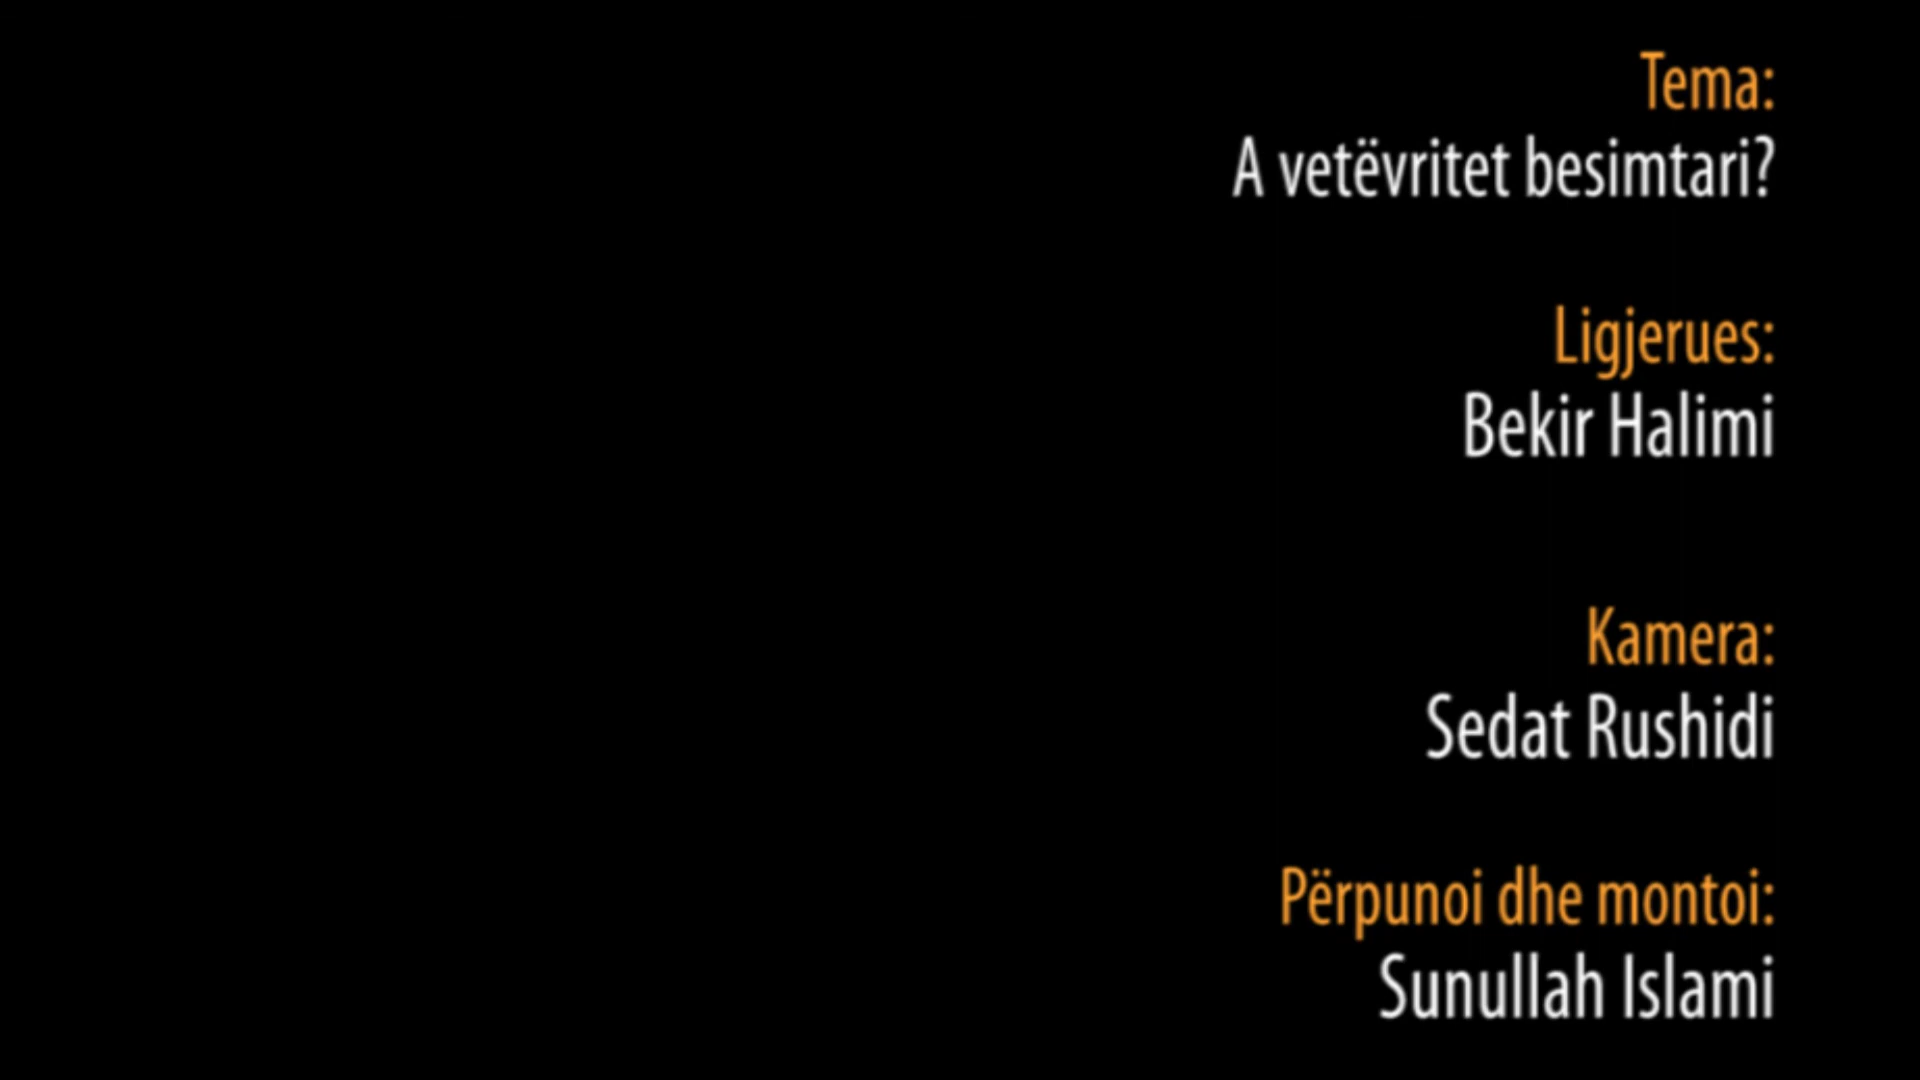 Tema:
A vetëvritet besimtari?
Ligjerues:
Bekir Halimi
Kamera:
Sedat Rushidi
Përpunoi dhe montoi:
Sunullah Islami